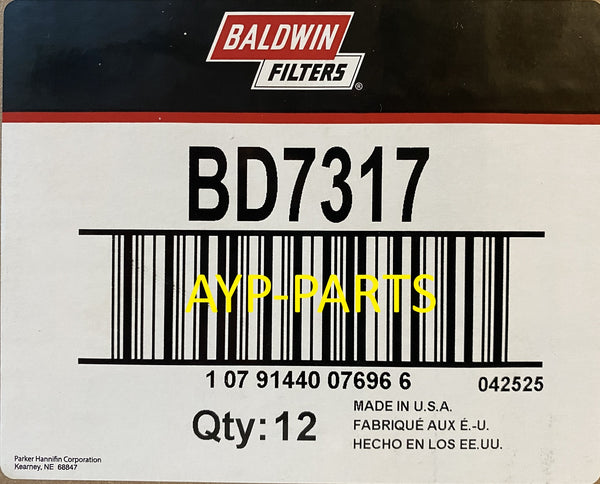 BALDWIN
FILTERS®
BD7317
AYP-PARTS
1 07 91440 07696 6
042525
Qty: 12
MADE IN U.S.A.
FABRIQUÉ AUX É.-U.
HECHO EN LOS EE.UU.
Parker Hannifin Corporation
Kearney, NE 68847